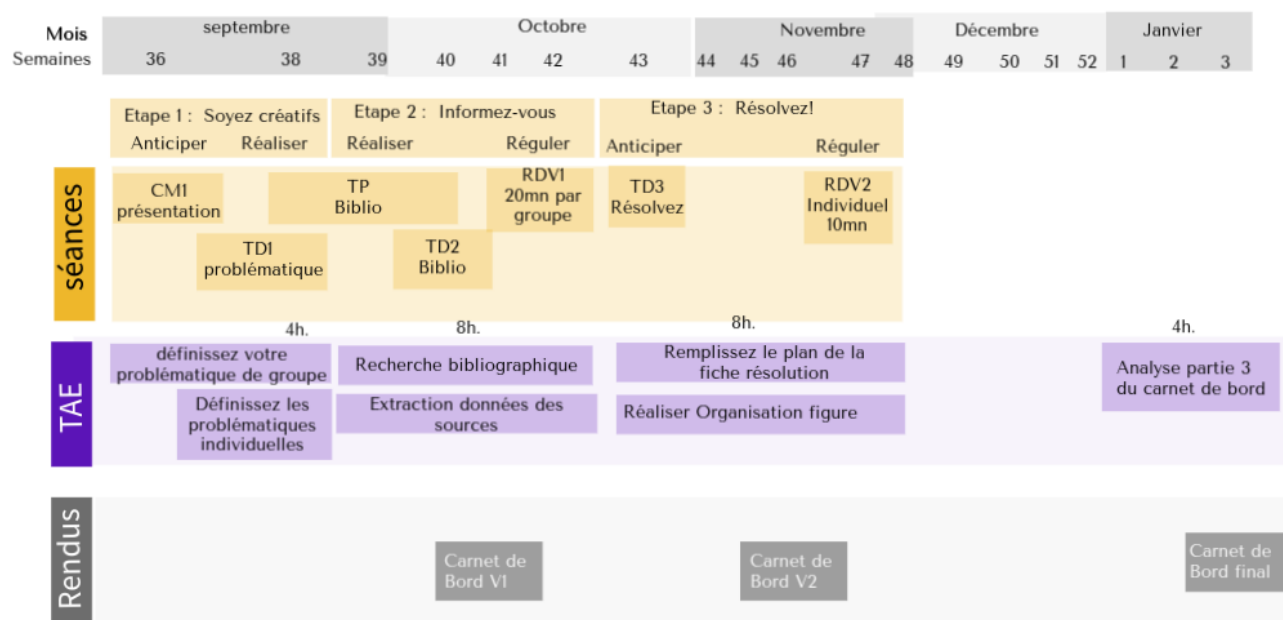 Mois
septembre
Octobre
Novembre
Décembre
Janvier
Semaines
36 38 39 40 41 42 43 44 45 46 47 48 49 50 51 52 1 2 3
Etape 1 : Soyez créatifs
Anticiper Réaliser
Etape 2 : Informez-vous
Réaliser Réguler
Etape 3 : Résolvez!
Anticiper Réguler
séances
CM1
présentation
TP
Biblio
RDV1
20mn par
groupe
TD3
Résolvez
RDV2
Individuel
10mn
TD1
problématique
TD2
Biblio
4h.
8h.
8h.
4h.
TAE
définissez votre
problématique de groupe
Recherche bibliographique
Remplissez le plan de la
fiche résolution
Analyse partie 3
du carnet de bord
Définissez les
problématiques
individuelles
Extraction données des
sources
Réaliser Organisation figure
Rendus
Carnet de
Bord V1
Carnet de
Bord V2
Carnet de
Bord final